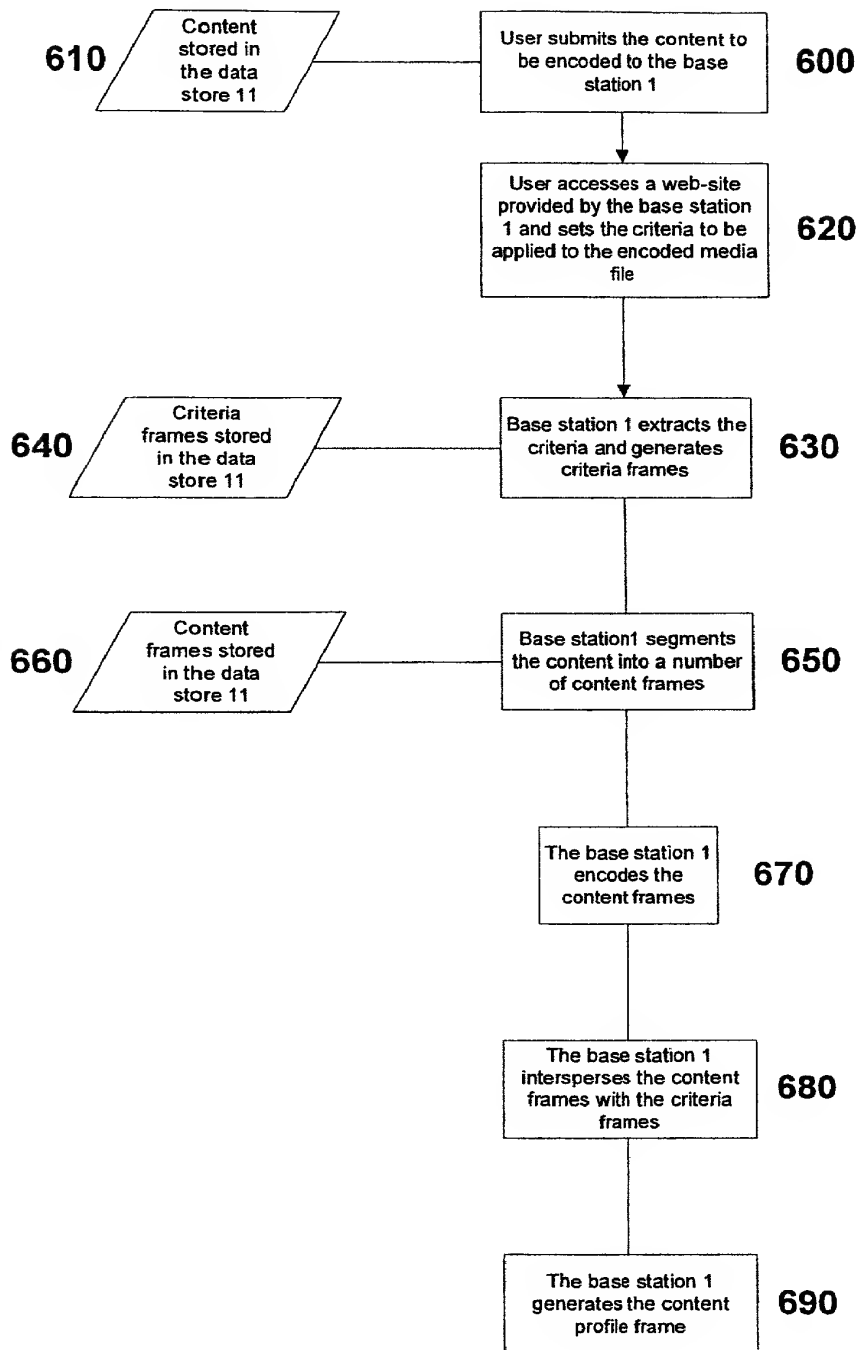 610
Content
stored in
the data
store 11
User submits the content to
be encoded to the base
station 1
600
User accesses a web-site
provided by the base station
1 and sets the criteria to be
applied to the encoded media
file
620
640
Criteria
frames stored
in the data
store 11
Base station 1 extracts the
criteria and generates
criteria frames
630
660
Content
frames stored
in the data
store 11
Base station1 segments
the content into a number
of content frames
650
The base station 1
encodes the
content frames
670
The base station 1
intersperses the content
frames with the criteria
frames
680
The base station 1
generates the content
profile frame
690